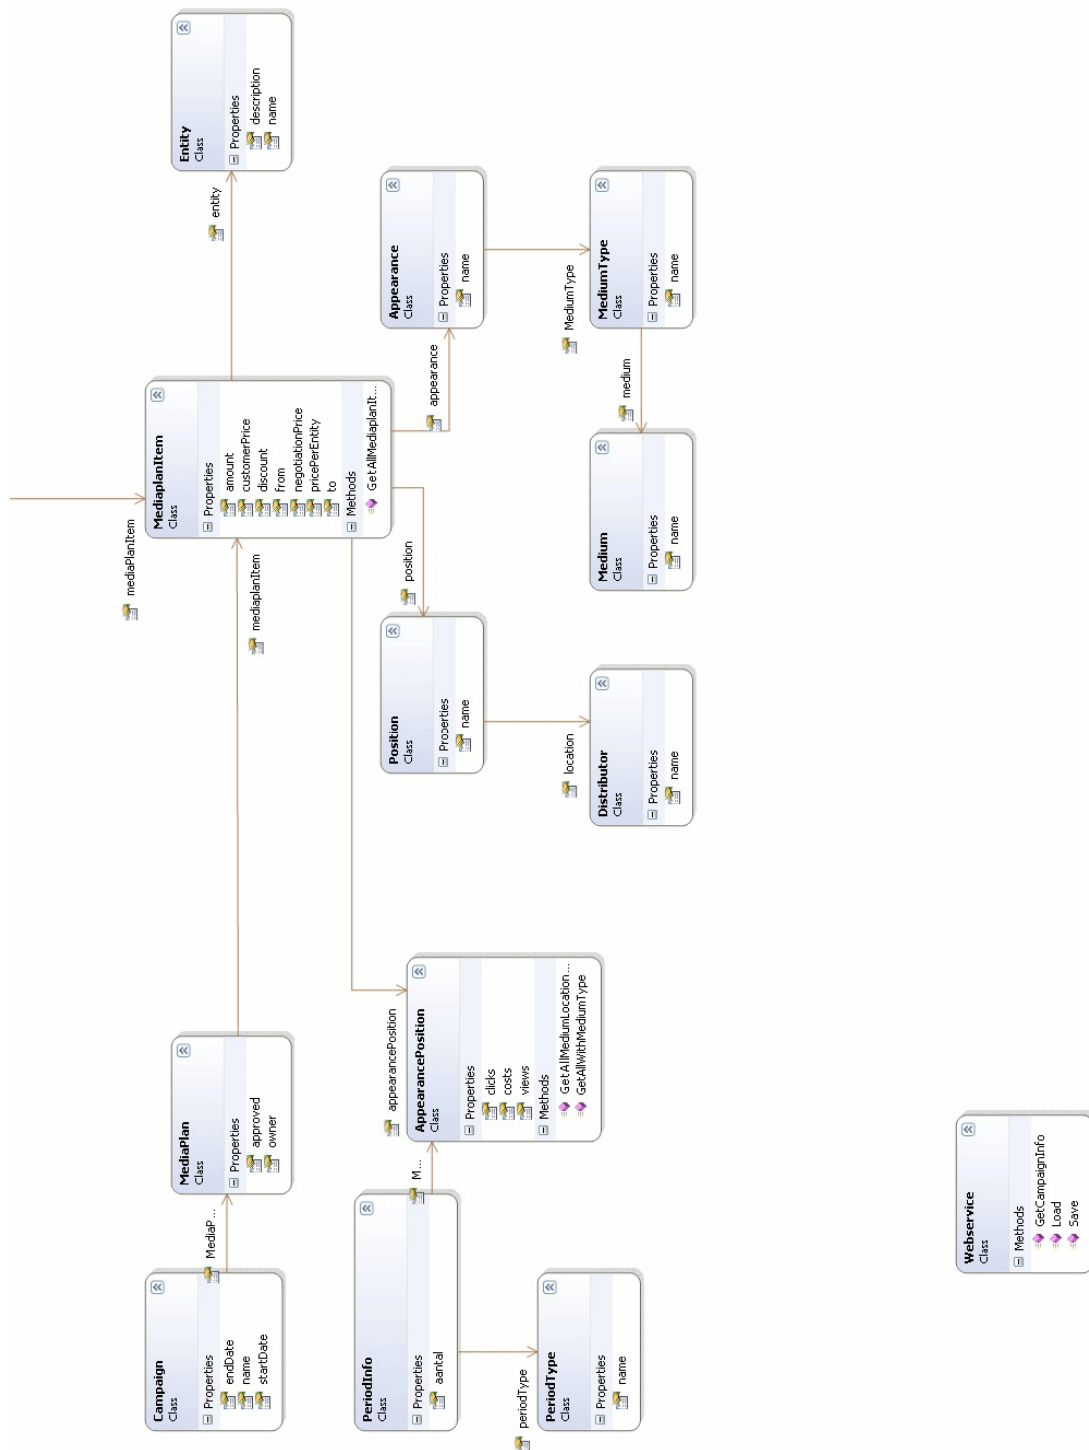 mediaPlanItem
Entity
Class
Properties
description
name
entity
MediaplanItem
Class
Properties
amount
customerPrice
discount
from
negotiationPrice
pricePerEntity
to
Methods
GetAllMediaplanIt...
mediaplanItem
appearance
Appearance
Class
Properties
name
MediumType
MediumType
Class
Properties
name
medium
Medium
Class
Properties
name
position
Position
Class
Properties
name
location
Distributor
Class
Properties
name
MediaPlan
Class
Properties
approved
owner
MediaP...
Campaign
Class
Properties
endDate
name
startDate
appearancePosition
AppearancePosition
Class
Properties
clicks
costs
views
Methods
GetAllMediumLocation...
GetAllWithMediumType
M...
PeriodInfo
Class
Properties
aantal
periodType
PeriodType
Class
Properties
name
Webservice
Class
Methods
GetCampaignInfo
Load
Save